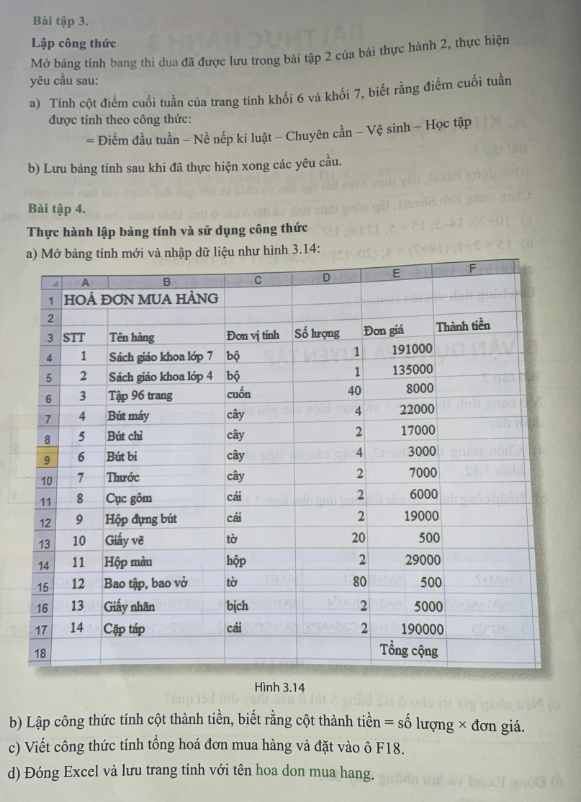 Bài tập 3.
Lập công thức
Mở bảng tính bang thi dua đã được lưu trong bài tập 2 của bài thực hành 2, thực hiện
yêu cầu sau:
a) Tính cột điểm cuối tuần của trang tính khối 6 và khối 7, biết rằng điểm cuối tuần
được tính theo công thức:
= Điểm đầu tuần – Nề nếp kỉ luật – Chuyên cần – Vệ sinh – Học tập
b) Lưu bảng tính sau khi đã thực hiện xong các yêu cầu.
Bài tập 4.
Thực hành lập bảng tính và sử dụng công thức
a) Mở bảng tính mới và nhập dữ liệu như hình 3.14:
A B C D E F
1 HOÁ ĐƠN MUA HÀNG
2
3 STT Tên hàng Đơn vị tính Số lượng Đơn giá Thành tiền
4 1 Sách giáo khoa lớp 7 bộ 1 191000
5 2 Sách giáo khoa lớp 4 bộ 1 135000
6 3 Tập 96 trang cuốn 40 8000
7 4 Bút máy cây 4 22000
8 5 Bút chì cây 2 17000
9 6 Bút bi cây 4 3000
10 7 Thước cây 2 7000
11 8 Cục gôm cái 2 6000
12 9 Hộp đựng bút cái 2 19000
13 10 Giấy vẽ tờ 20 500
14 11 Hộp màu hộp 2 29000
15 12 Bao tập, bao vở tờ 80 500
16 13 Giấy nhãn bịch 2 5000
17 14 Cặp táp cái 2 190000
18 Tổng cộng
Hình 3.14
b) Lập công thức tính cột thành tiền, biết rằng cột thành tiền = số lượng × đơn giá.
c) Viết công thức tính tổng hoá đơn mua hàng và đặt vào ô F18.
d) Đóng Excel và lưu trang tính với tên hoa don mua hang.